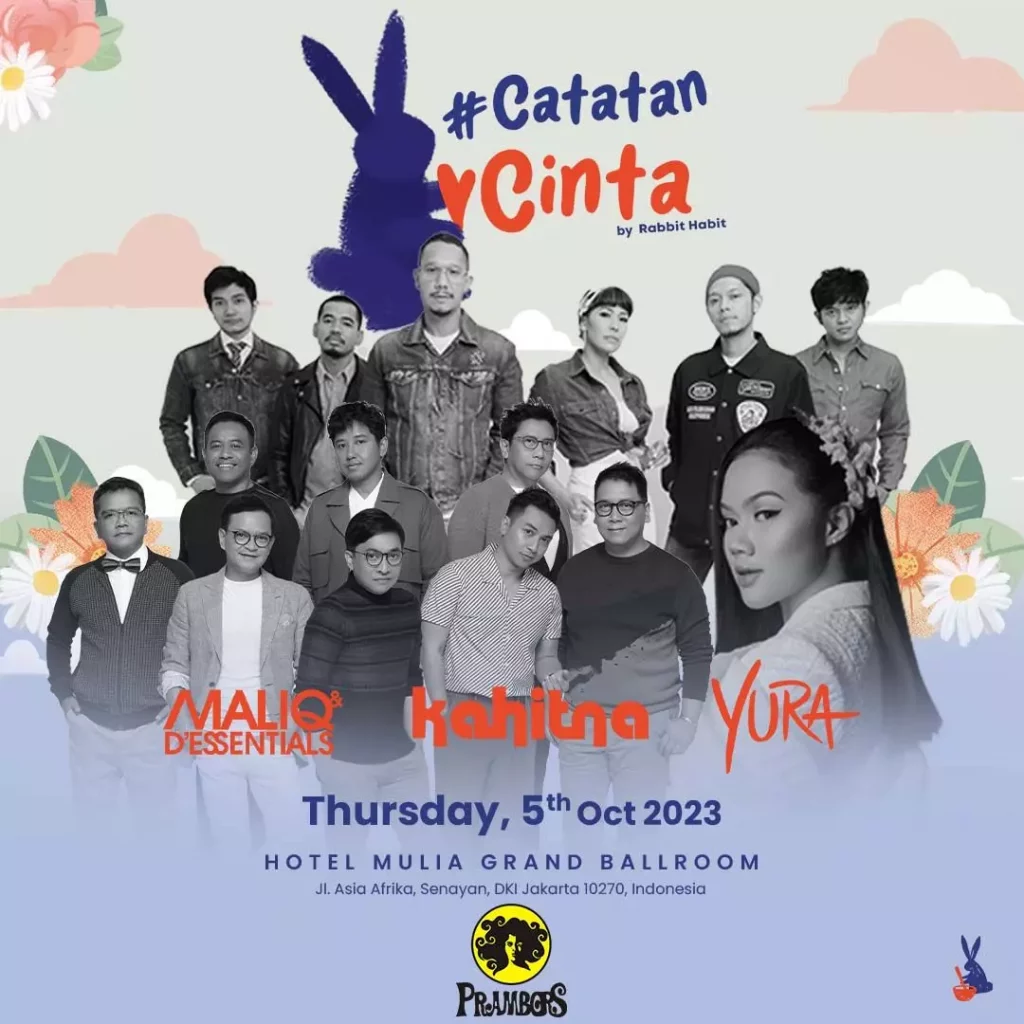 #Catatan
Cinta
by Rabbit Habit
MALIQ &
D'ESSENTIALS
kahitna
YURA
Thursday, 5th Oct 2023
HOTEL MULIA GRAND BALLROOM
Jl. Asia Afrika, Senayan, DKI Jakarta 10270, Indonesia
PRAMBORS